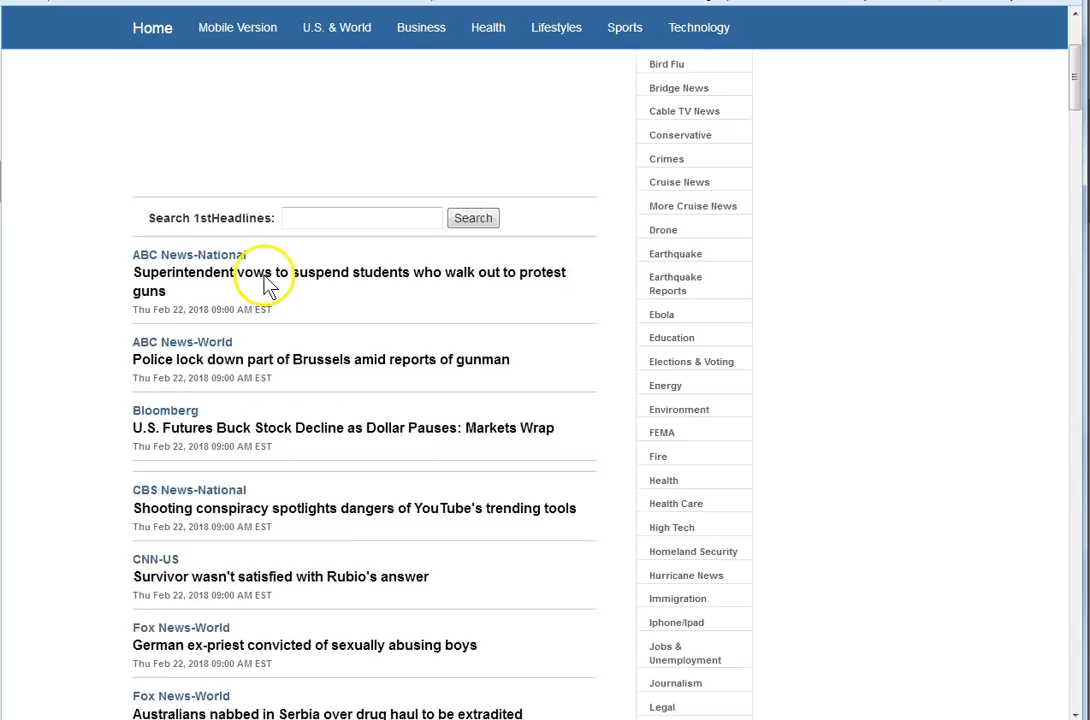 Home Mobile Version U.S. & World Business Health Lifestyles Sports Technology
Search 1stHeadlines: Search
ABC News-National
Superintendent vows to suspend students who walk out to protest
guns
Thu Feb 22, 2018 09:00 AM EST
ABC News-World
Police lock down part of Brussels amid reports of gunman
Thu Feb 22, 2018 09:00 AM EST
Bloomberg
U.S. Futures Buck Stock Decline as Dollar Pauses: Markets Wrap
Thu Feb 22, 2018 09:00 AM EST
CBS News-National
Shooting conspiracy spotlights dangers of YouTube's trending tools
Thu Feb 22, 2018 09:00 AM EST
CNN-US
Survivor wasn't satisfied with Rubio's answer
Thu Feb 22, 2018 09:00 AM EST
Fox News-World
German ex-priest convicted of sexually abusing boys
Thu Feb 22, 2018 09:00 AM EST
Fox News-World
Australians nabbed in Serbia over drug haul to be extradited
Bird Flu
Bridge News
Cable TV News
Conservative
Crimes
Cruise News
More Cruise News
Drone
Earthquake
Earthquake
Reports
Ebola
Education
Elections & Voting
Energy
Environment
FEMA
Fire
Health
Health Care
High Tech
Homeland Security
Hurricane News
Immigration
Iphone/Ipad
Jobs &
Unemployment
Journalism
Legal